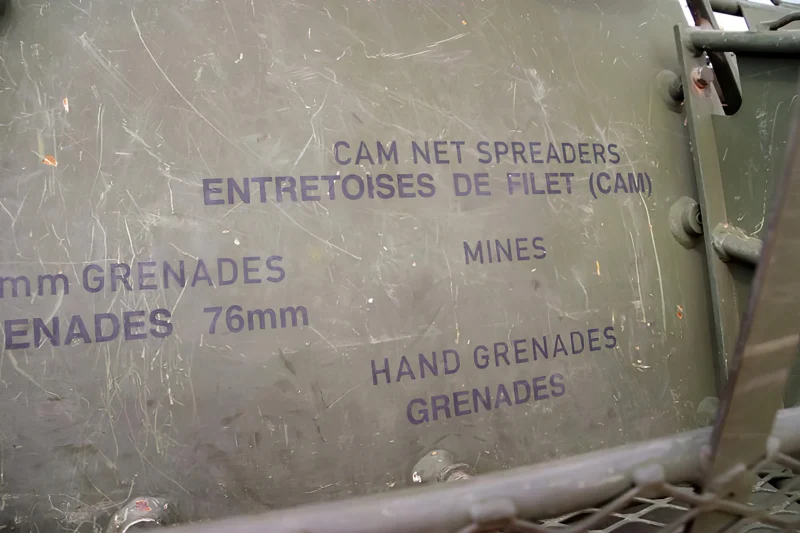 CAM NET SPREADERS
ENTRETOISES DE FILET (CAM)
MINES
mm GRENADES
ENADES 76mm
HAND GRENADES
GRENADES